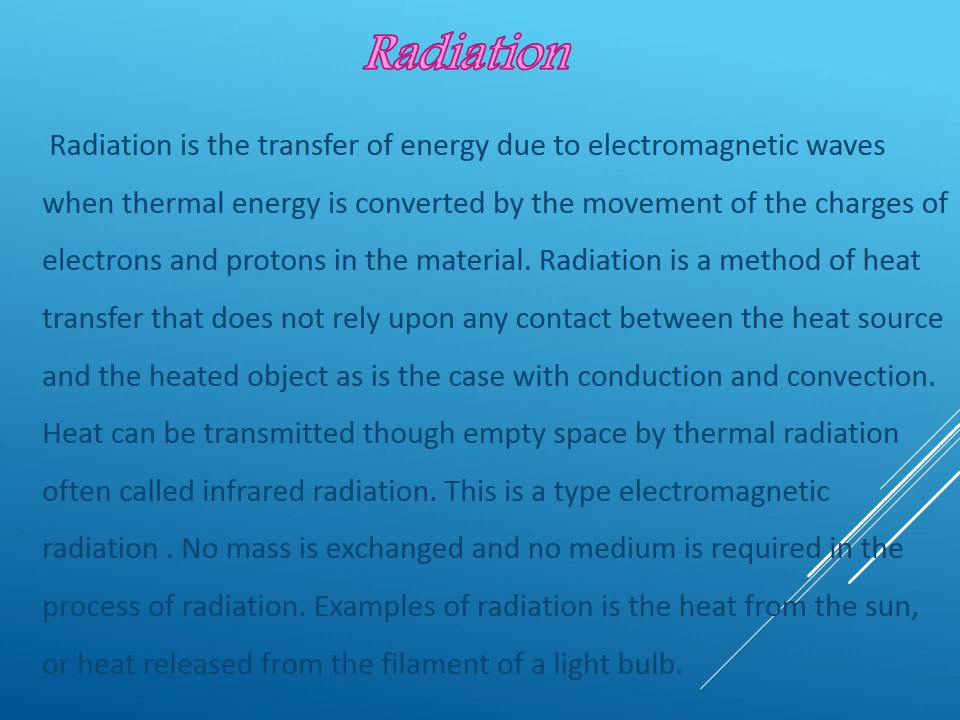 Radiation
Radiation is the transfer of energy due to electromagnetic waves
when thermal energy is converted by the movement of the charges of
electrons and protons in the material. Radiation is a method of heat
transfer that does not rely upon any contact between the heat source
and the heated object as is the case with conduction and convection.
Heat can be transmitted though empty space by thermal radiation
often called infrared radiation. This is a type electromagnetic
radiation . No mass is exchanged and no medium is required in the
process of radiation. Examples of radiation is the heat from the sun,
or heat released from the filament of a light bulb.